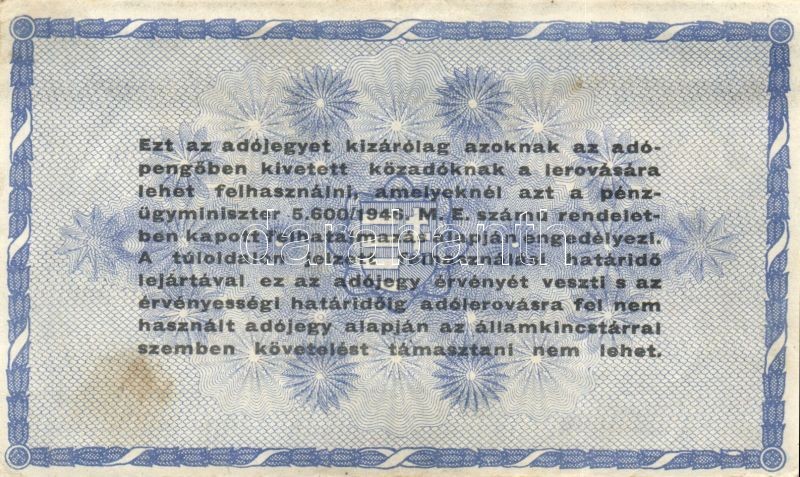 Ezt az adójegyet kizárólag azoknak az adó-
pengőben kivetett közadóknak a lerovására
lehet felhasználni, amelyeknél azt a pénz-
ügyminiszter 5.600/1946. M. E. számu rendelet-
ben kapott felhatalmazás alapján engedélyezi.
A túloldalán jelzett felhasználási határidő
lejártával ez az adójegy érvényét veszti s az
érvényességi határidőig adólerovásra fel nem
használt adójegy alapján az államkincstárral
szemben követelést támasztani nem lehet.